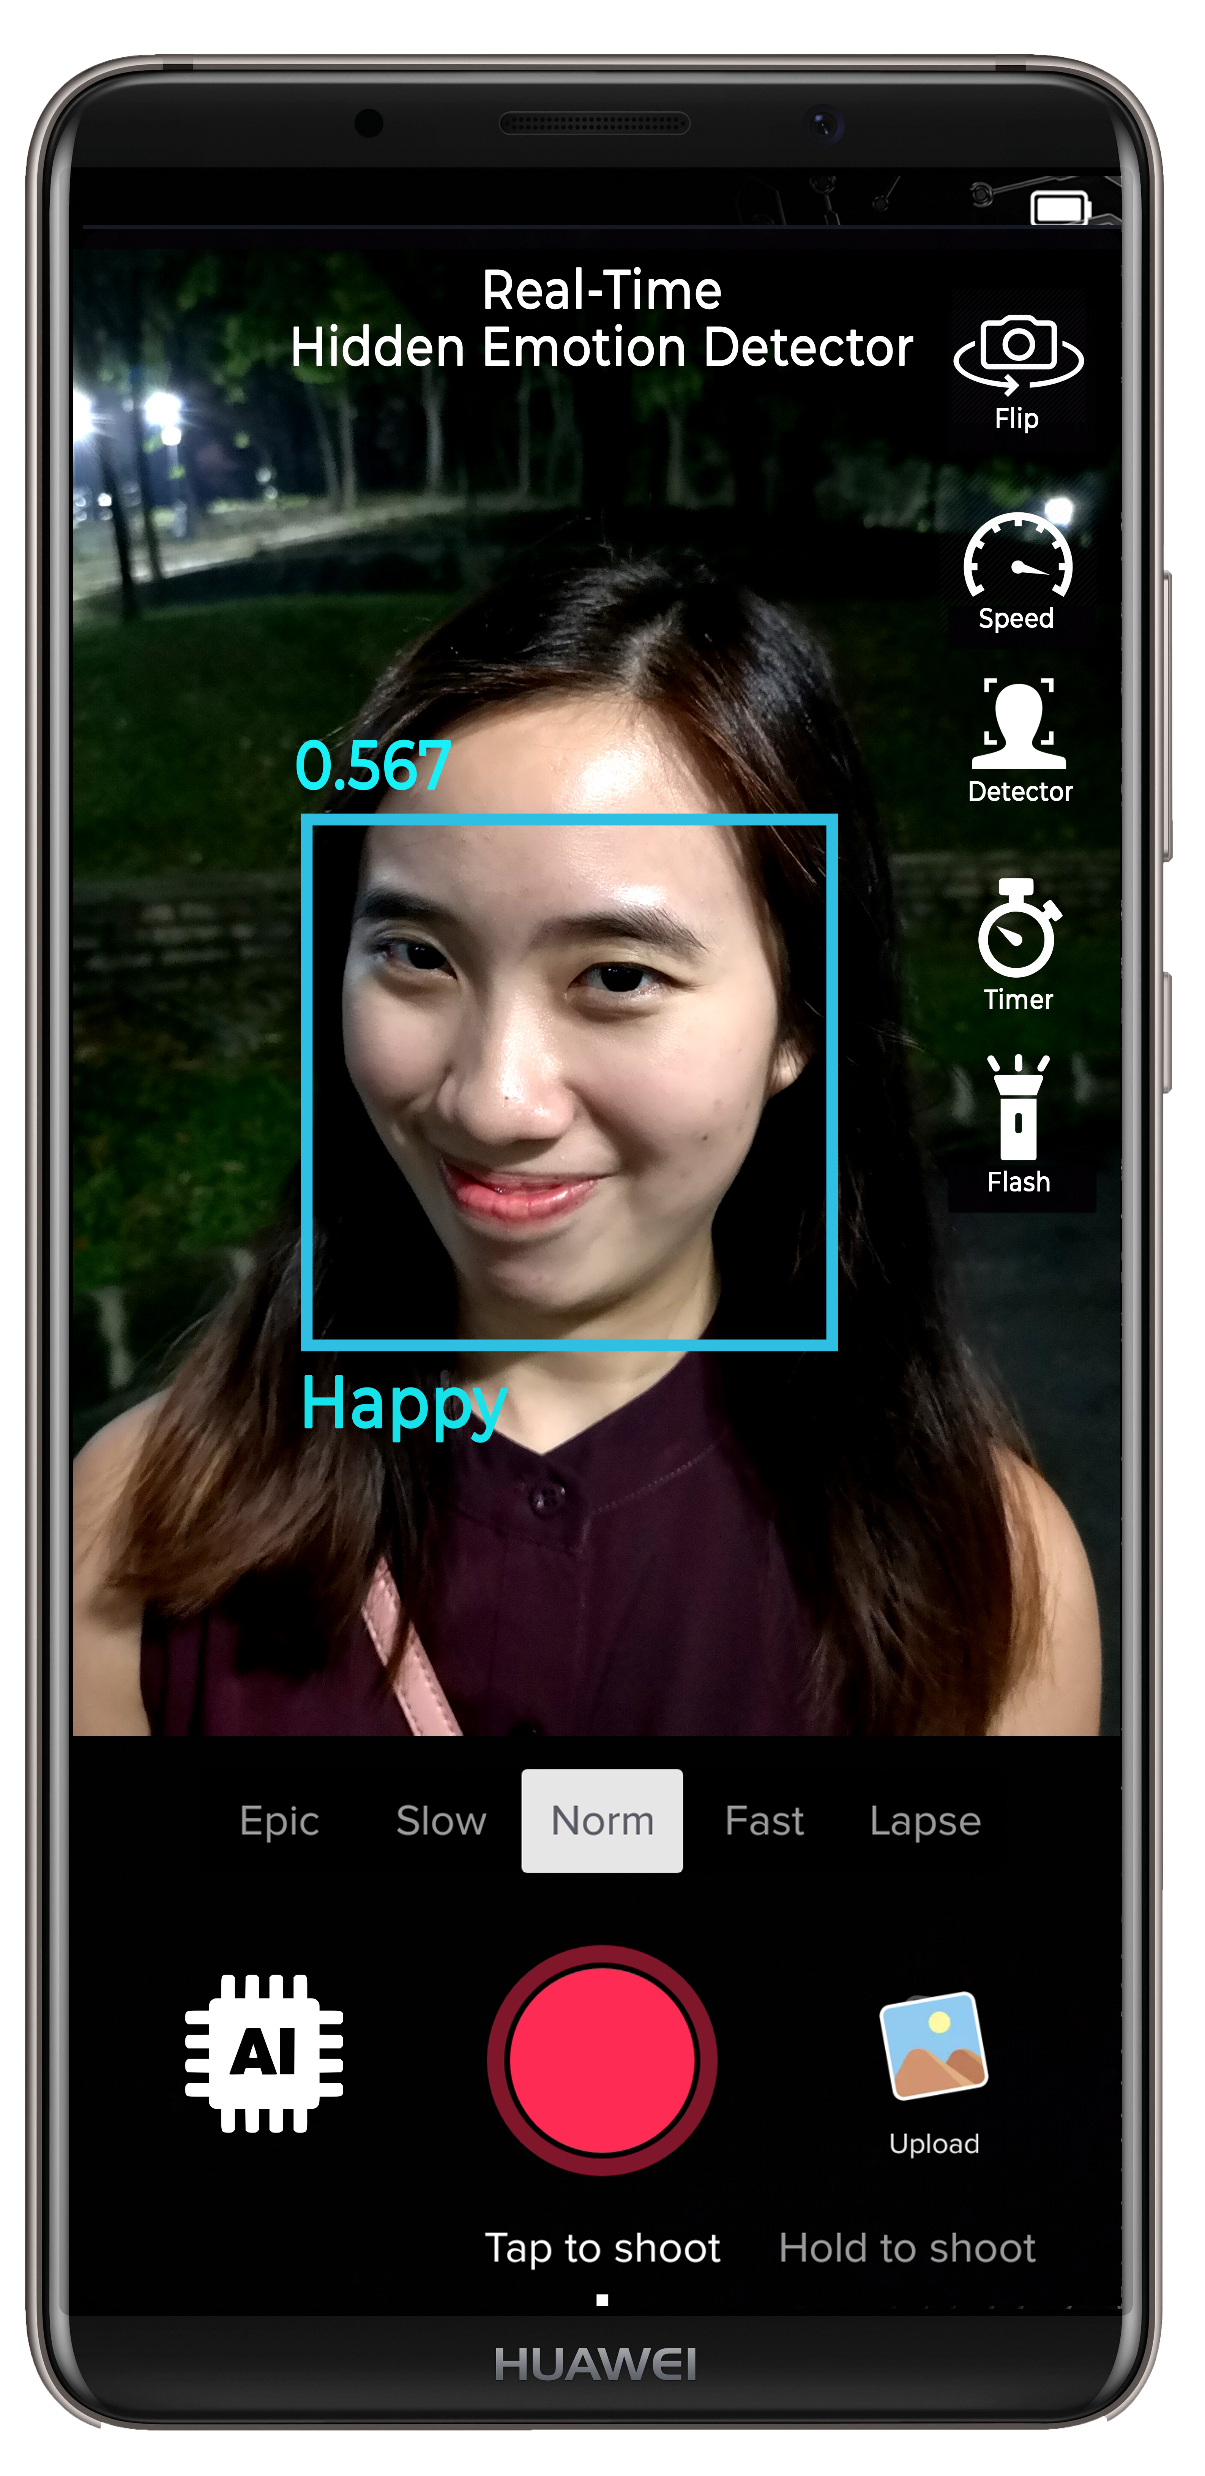 Real-Time
Hidden Emotion Detector
Flip
Speed
0.567
Detector
Timer
Flash
Happy
Epic Slow Norm Fast Lapse
AI
Upload
Tap to shoot Hold to shoot
HUAWEI